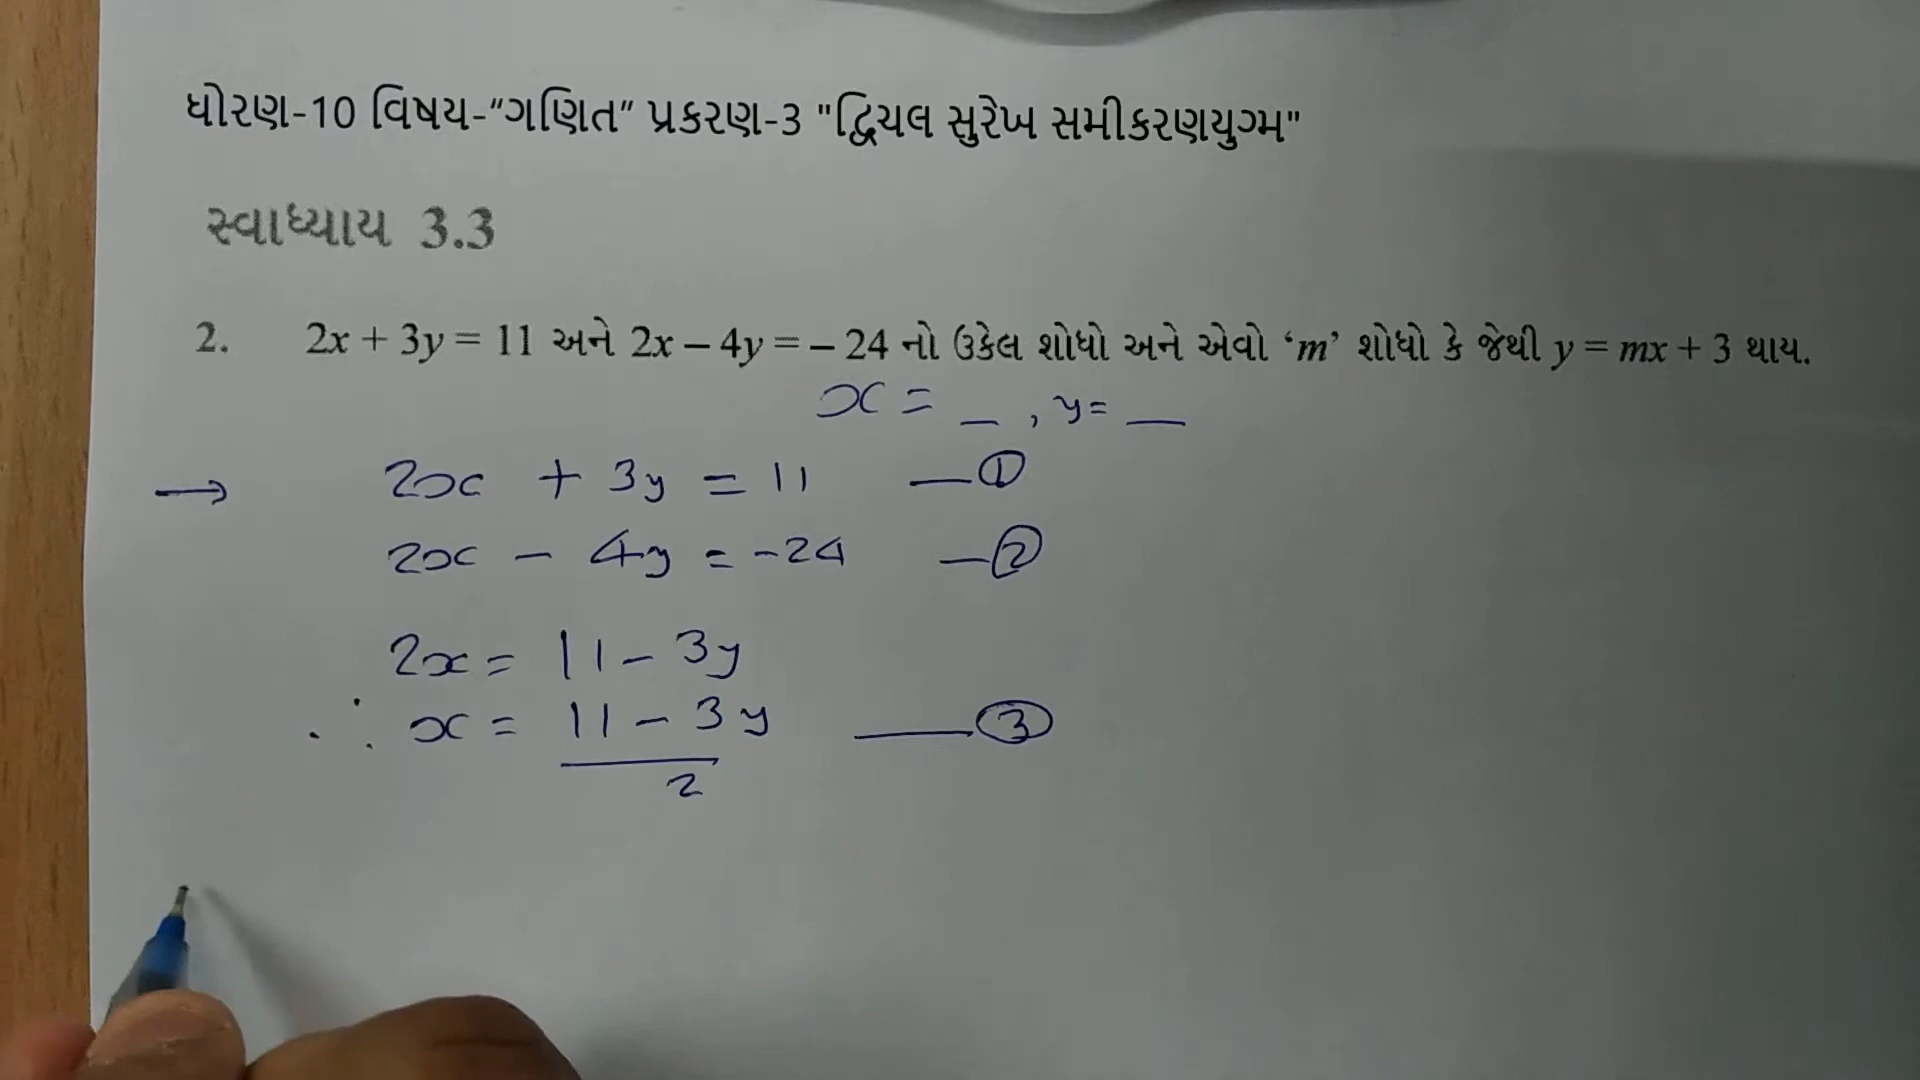 ધોરણ-10 વિષય-“ગણિત” પ્રકરણ-3 "દ્વિચલ સુરેખ સમીકરણયુગ્મ"
સ્વાધ્યાય 3.3
2. 2x + 3y = 11 અને 2x – 4y = – 24 નો ઉકેલ શોધો અને એવો ‘m’ શોધો કે જેથી y = mx + 3 થાય.
x = _ , y = _
→ 2x + 3y = 11 —①
2x - 4y = -24 —②
2x = 11 - 3y
∴ x = 11 - 3y ——③
2